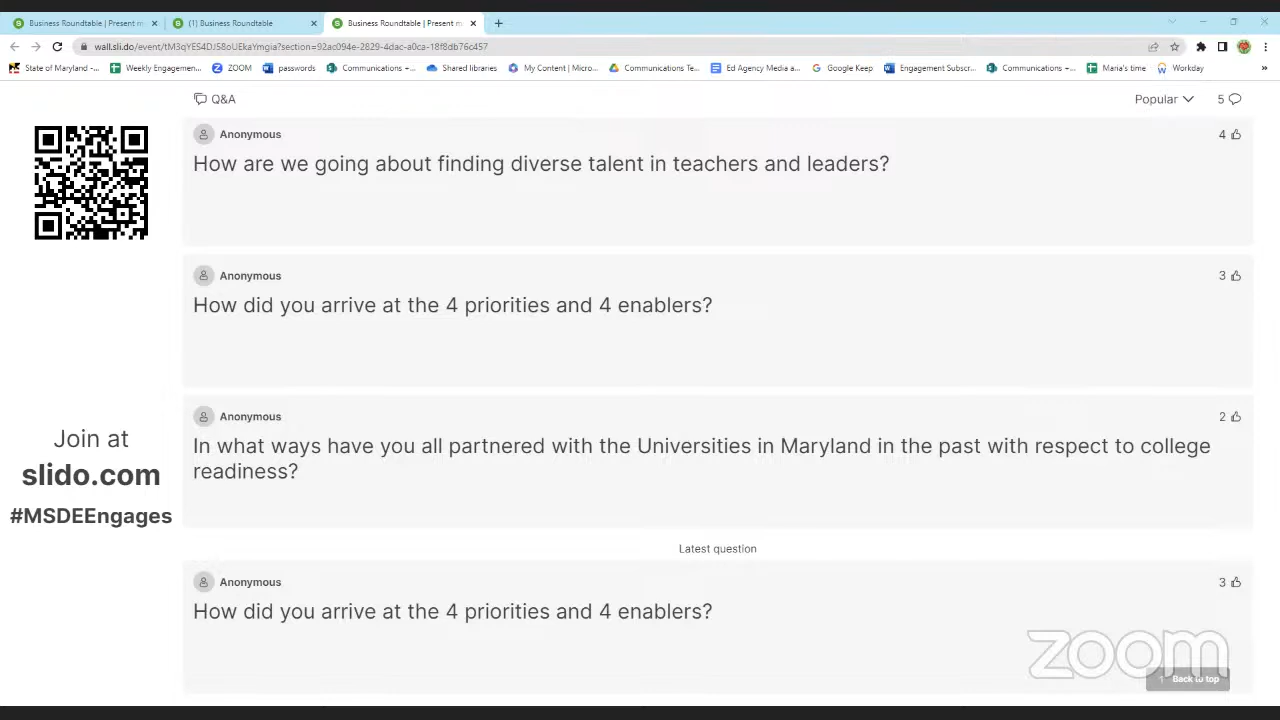 Business Roundtable | Present m
(1) Business Roundtable
Business Roundtable | Present m
wall.sli.do/event/tM3qYES4DJS8oUEkaYmgia?section=92ac094e-2829-4dac-a0ca-18f8db76c457
State of Maryland -...
Weekly Engagemen...
ZOOM
passwords
Communications -...
Shared libraries
My Content | Micro...
Communications Te...
Ed Agency Media a...
Google Keep
Engagement Subscr...
Communications -...
Maria's time
Workday
»
Q&A
Popular
5
Anonymous
4
How are we going about finding diverse talent in teachers and leaders?
Anonymous
3
How did you arrive at the 4 priorities and 4 enablers?
Anonymous
2
In what ways have you all partnered with the Universities in Maryland in the past with respect to college
readiness?
Join at
slido.com
#MSDEEngages
Latest question
Anonymous
3
How did you arrive at the 4 priorities and 4 enablers?
zoom
↑ Back to top